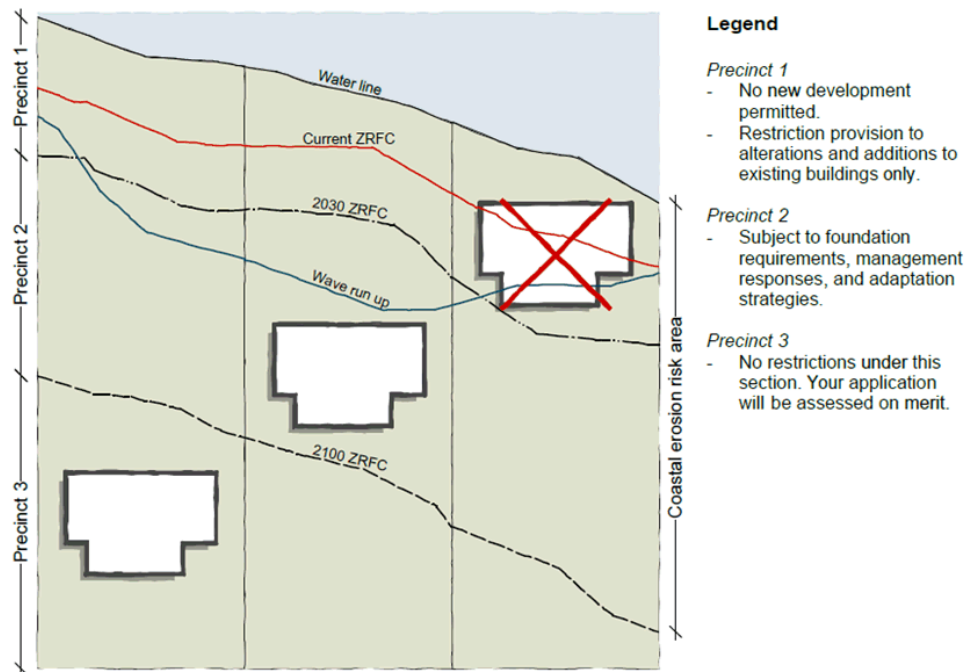 Precinct 1
Precinct 2
Precinct 3
Water line
Current ZRFC
2030 ZRFC
Wave run up
2100 ZRFC
Coastal erosion risk area
Legend
Precinct 1
- No new development
permitted.
- Restriction provision to
alterations and additions to
existing buildings only.
Precinct 2
- Subject to foundation
requirements, management
responses, and adaptation
strategies.
Precinct 3
- No restrictions under this
section. Your application
will be assessed on merit.